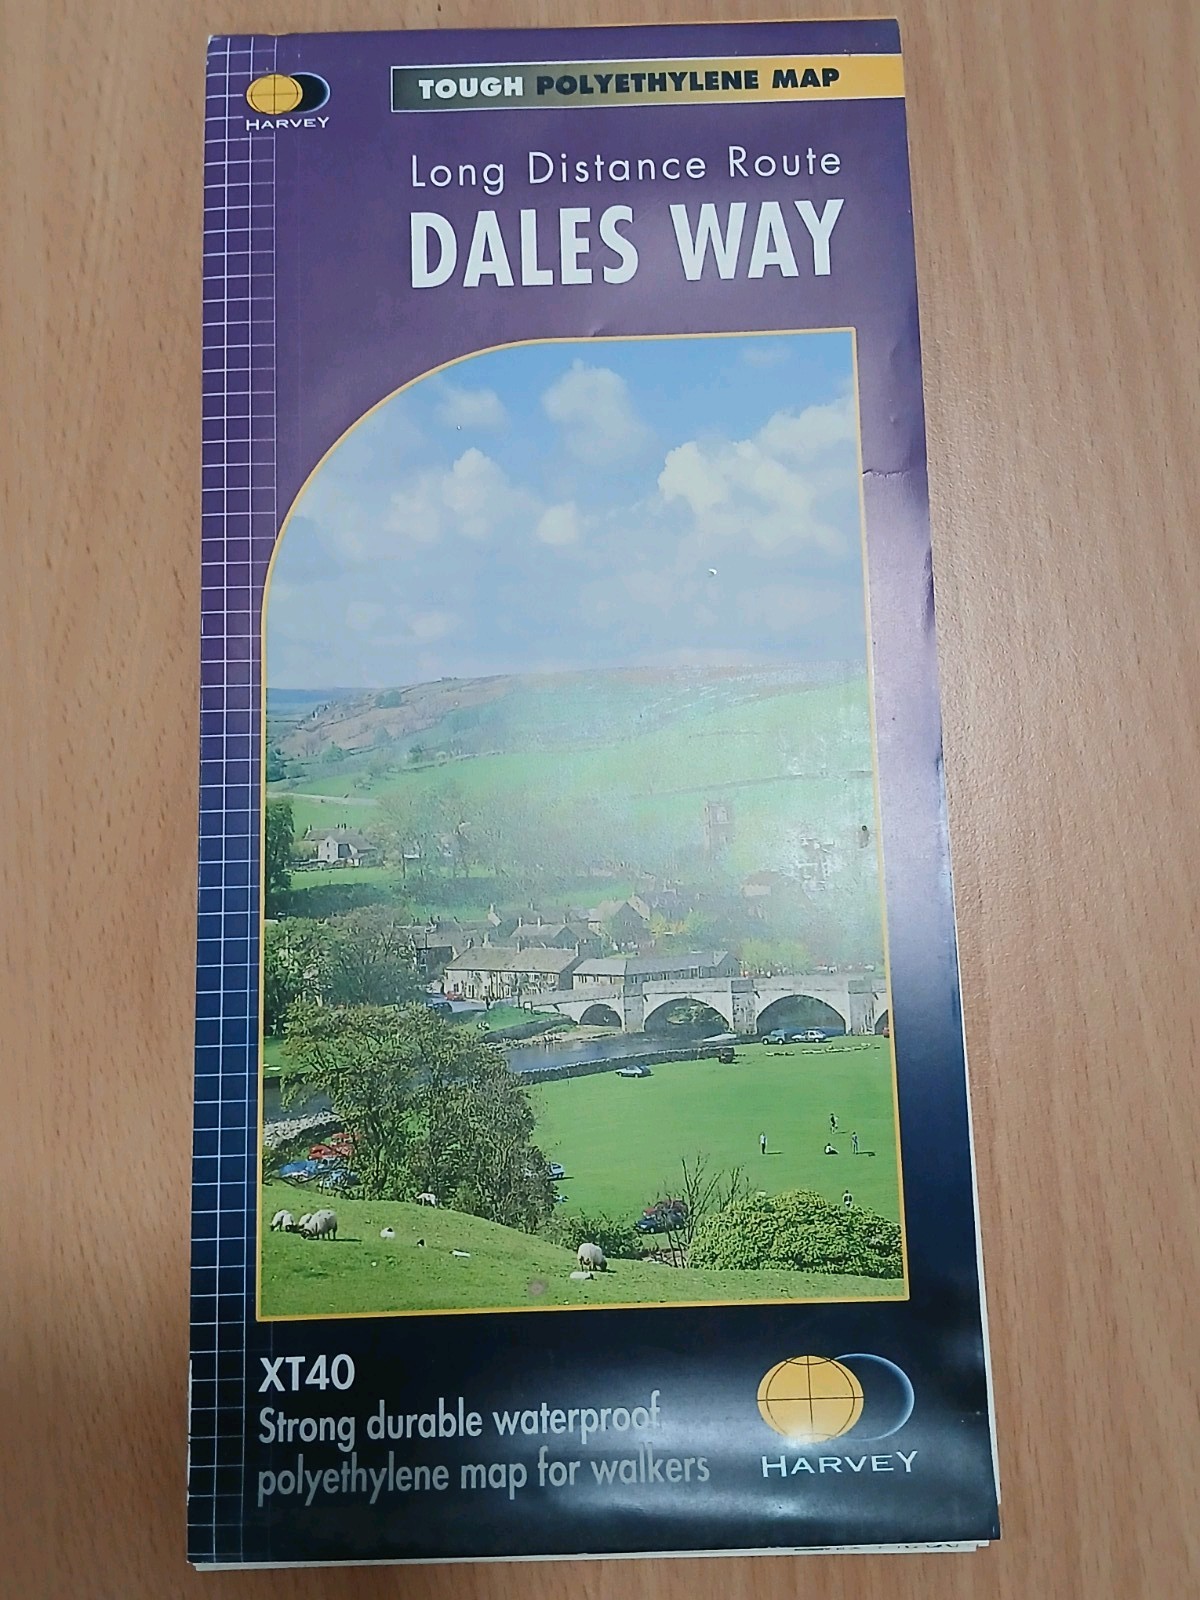 HARVEY
TOUGH POLYETHYLENE MAP
Long Distance Route
DALES WAY
XT40
Strong durable waterproof
polyethylene map for walkers
HARVEY